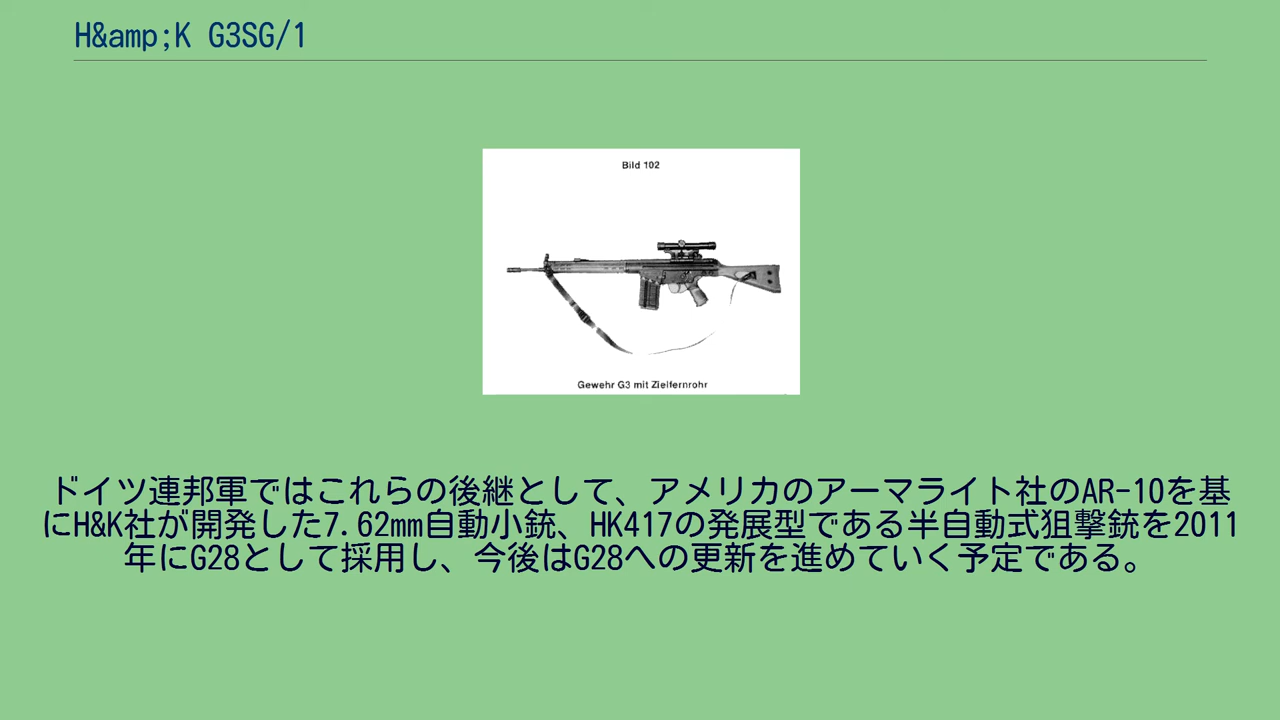 H&amp;K G3SG/1
Bild 102
Gewehr G3 mit Zielfernrohr
ドイツ連邦軍ではこれらの後継として、アメリカのアーマライト社のAR-10を基
にH&K社が開発した7.62mm自動小銃、HK417の発展型である半自動式狙撃銃を2011
年にG28として採用し、今後はG28への更新を進めていく予定である。